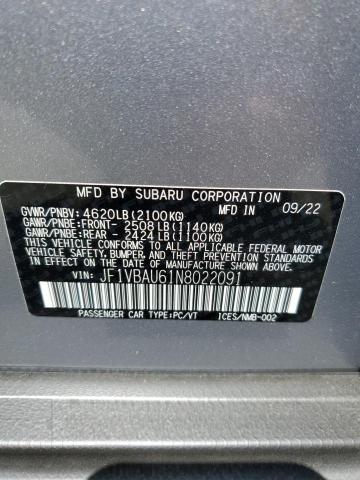 MFD BY SUBARU CORPORATION
GVWR/PNBV: 4620LB(2100KG) MFD IN 09/22
GAWR/PNBE:FRONT- 2508LB(1140KG)
GAWR/PNBE:REAR - 2424LB(1100KG)
THIS VEHICLE CONFORMS TO ALL APPLICABLE FEDERAL MOTOR
VEHICLE SAFETY, BUMPER, AND THEFT PREVENTION STANDARDS
IN EFFECT ON THE DATE OF MANUFACTURE SHOWN ABOVE.
VIN: JF1VBAU61N8022091
PASSENGER CAR TYPE:PC/VT ICES/NMB-002